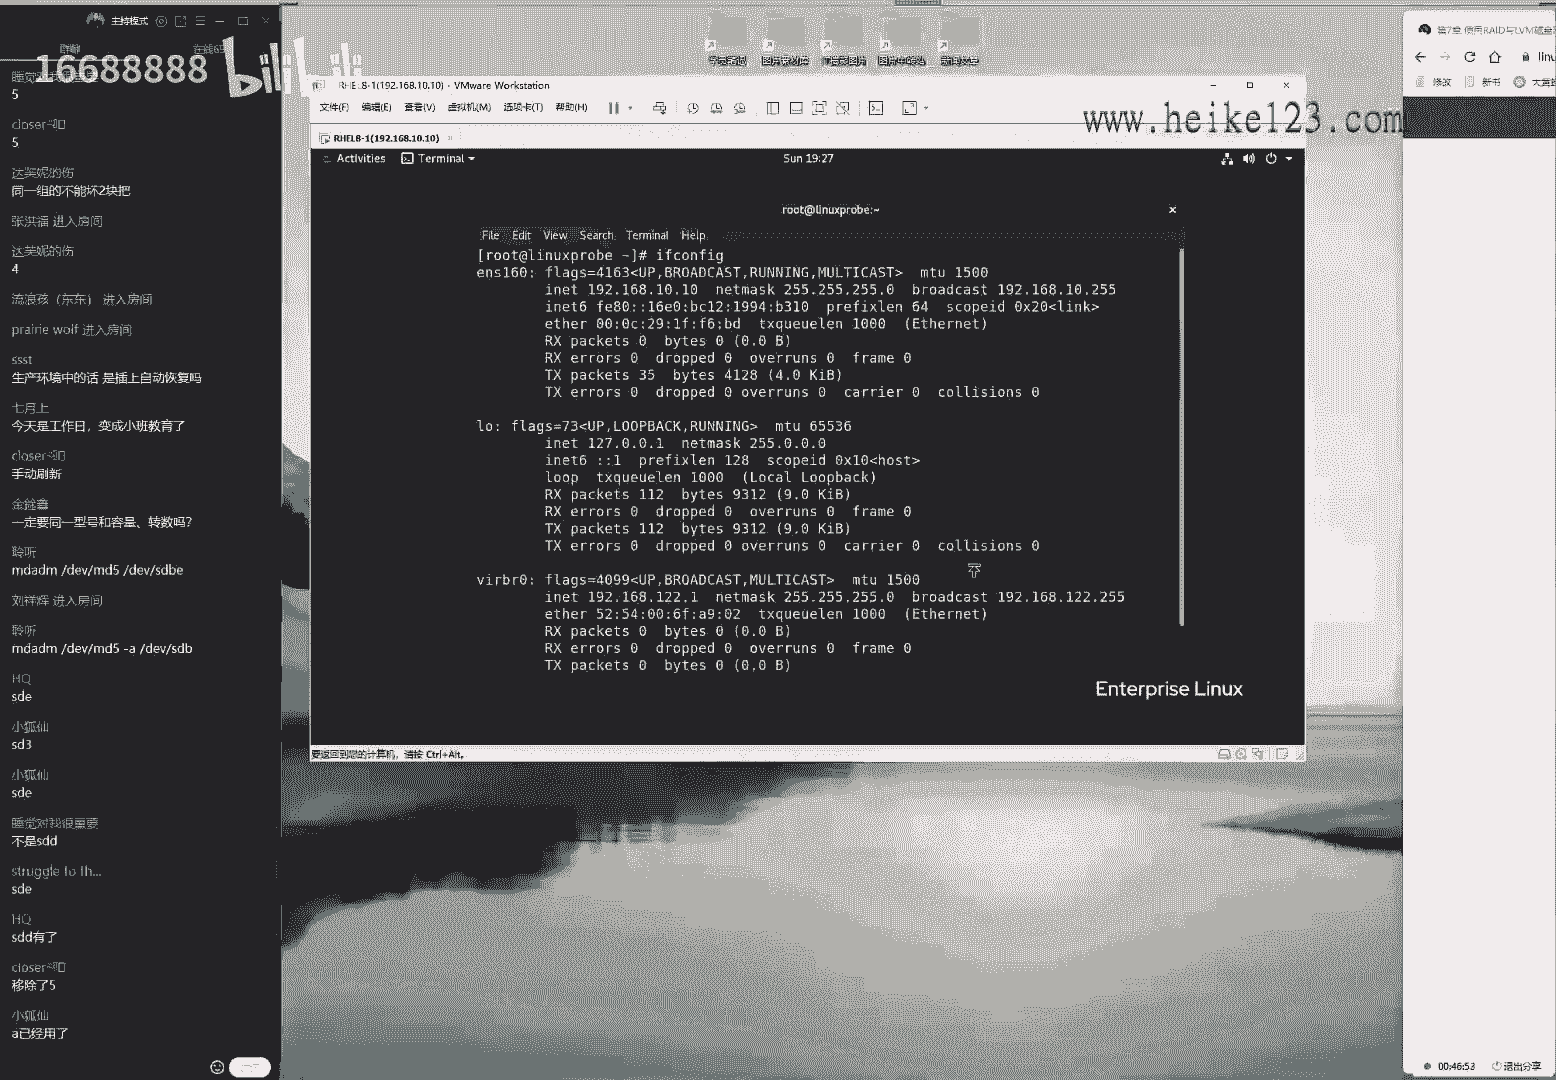 主持模式
16688888
bilibili
5
closer
5
达芙妮的伤
同一组的不能坏2块把
张洪福 进入房间
达芙妮的伤
4
流浪孩（东东） 进入房间
prairie wolf 进入房间
ssst
生产环境中的话 是插上自动恢复吗
七月上
今天是工作日，变成小班教育了
closer
手动刷新
一定要同一型号和容量、转数吗？
聆听
mdadm /dev/md5 /dev/sdbe
刘祥辉 进入房间
聆听
mdadm /dev/md5 -a /dev/sdb
HQ
sde
小狐仙
sd3
小狐仙
sde
睡觉对我很重要
不是sdd
struggle to th...
sde
HQ
sdd有了
closer
移除了5
小狐仙
a已经用了
RHEL8-1(192.168.10.10) - VMware Workstation
文件(F) 编辑(E) 查看(V) 虚拟机(M) 选项卡(T) 帮助(H)
RHEL8-1(192.168.10.10)
Activities Terminal Sun 19:27
root@linuxprobe:~
File Edit View Search Terminal Help
[root@linuxprobe ~]# ifconfig
ens160: flags=4163<UP,BROADCAST,RUNNING,MULTICAST> mtu 1500
inet 192.168.10.10 netmask 255.255.255.0 broadcast 192.168.10.255
inet6 fe80::16e0:bc12:1994:b310 prefixlen 64 scopeid 0x20<link>
ether 00:0c:29:1f:f6:bd txqueuelen 1000 (Ethernet)
RX packets 0 bytes 0 (0.0 B)
RX errors 0 dropped 0 overruns 0 frame 0
TX packets 35 bytes 4128 (4.0 KiB)
TX errors 0 dropped 0 overruns 0 carrier 0 collisions 0
lo: flags=73<UP,LOOPBACK,RUNNING> mtu 65536
inet 127.0.0.1 netmask 255.0.0.0
inet6 ::1 prefixlen 128 scopeid 0x10<host>
loop txqueuelen 1000 (Local Loopback)
RX packets 112 bytes 9312 (9.0 KiB)
RX errors 0 dropped 0 overruns 0 frame 0
TX packets 112 bytes 9312 (9.0 KiB)
TX errors 0 dropped 0 overruns 0 carrier 0 collisions 0
virbr0: flags=4099<UP,BROADCAST,MULTICAST> mtu 1500
inet 192.168.122.1 netmask 255.255.255.0 broadcast 192.168.122.255
ether 52:54:00:6f:a9:02 txqueuelen 1000 (Ethernet)
RX packets 0 bytes 0 (0.0 B)
RX errors 0 dropped 0 overruns 0 frame 0
TX packets 0 bytes 0 (0.0 B)
Enterprise Linux
要返回到您的计算机，请按 Ctrl+Alt。
www.heike123.com
第7章 使用RAID与LVM磁盘
linu
修改 新书
00:46:53 退出分享